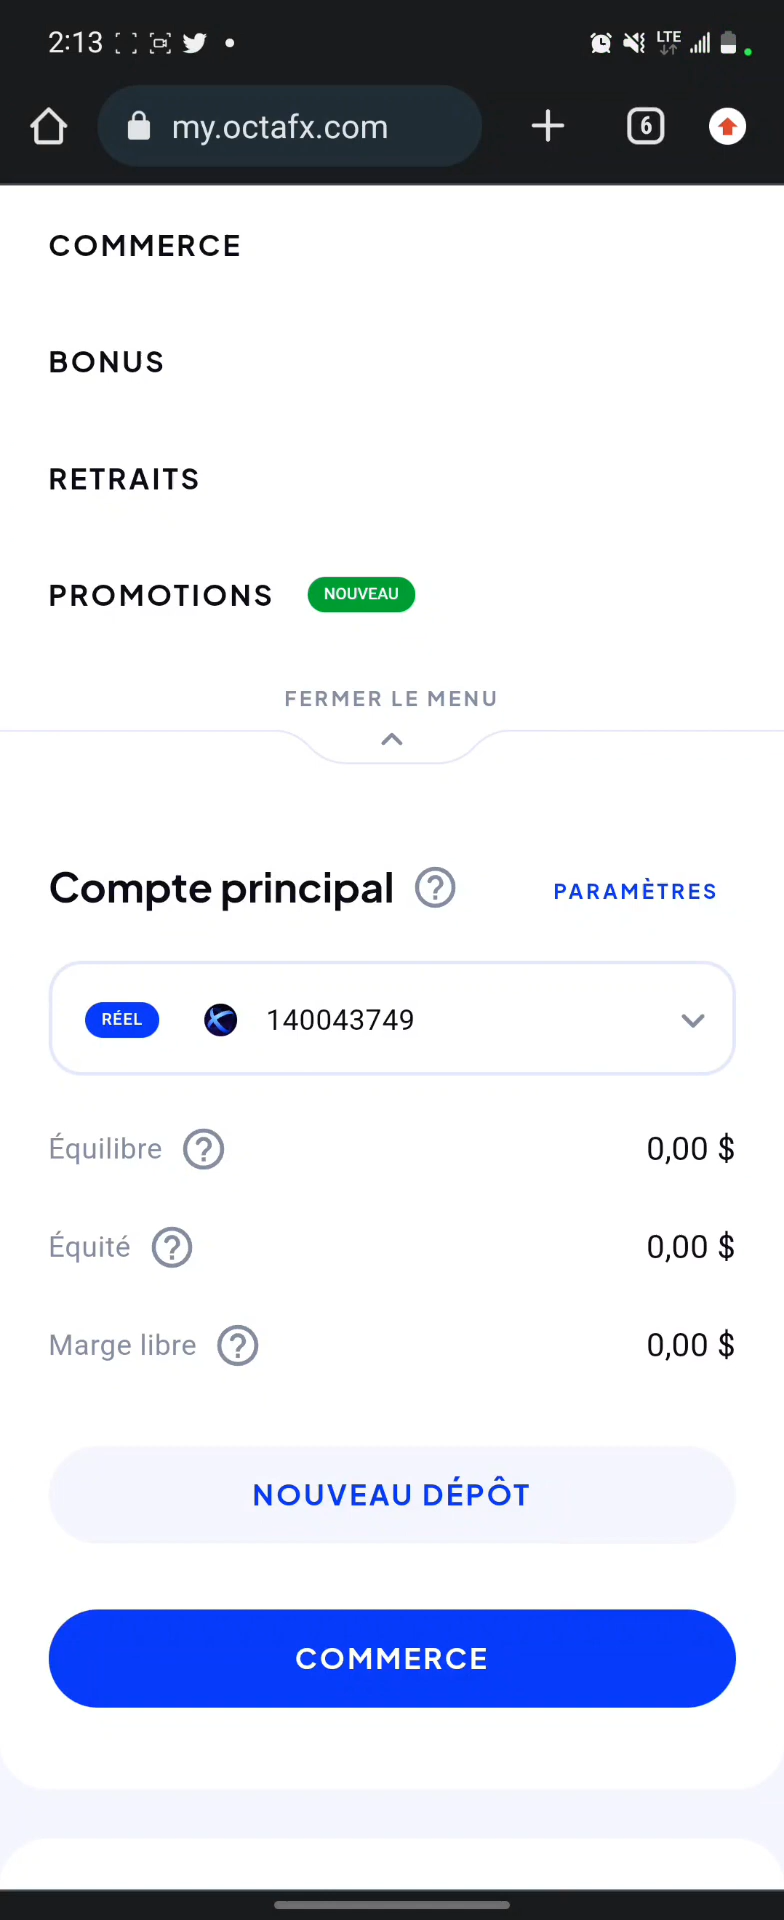 2:13
LTE
my.octafx.com
6
COMMERCE
BONUS
RETRAITS
PROMOTIONS NOUVEAU
FERMER LE MENU
Compte principal ? PARAMÈTRES
RÉEL 140043749
Équilibre ? 0,00 $
Équité ? 0,00 $
Marge libre ? 0,00 $
NOUVEAU DÉPÔT
COMMERCE